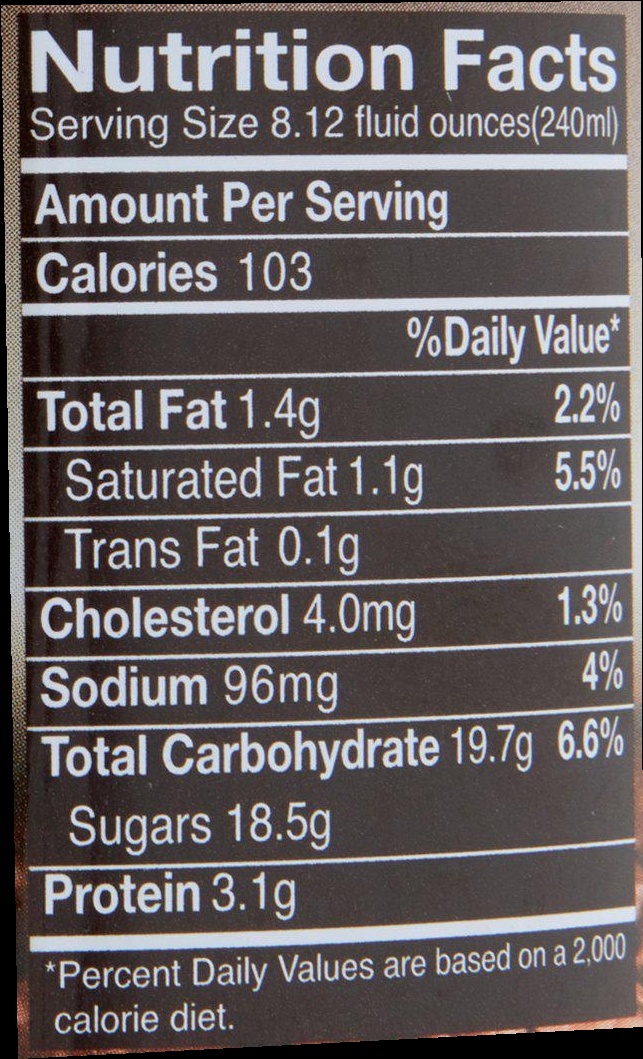 Nutrition Facts
Serving Size 8.12 fluid ounces(240ml)
Amount Per Serving
Calories 103
%Daily Value*
Total Fat 1.4g 2.2%
Saturated Fat 1.1g 5.5%
Trans Fat 0.1g
Cholesterol 4.0mg 1.3%
Sodium 96mg 4%
Total Carbohydrate 19.7g 6.6%
Sugars 18.5g
Protein 3.1g
*Percent Daily Values are based on a 2,000
calorie diet.